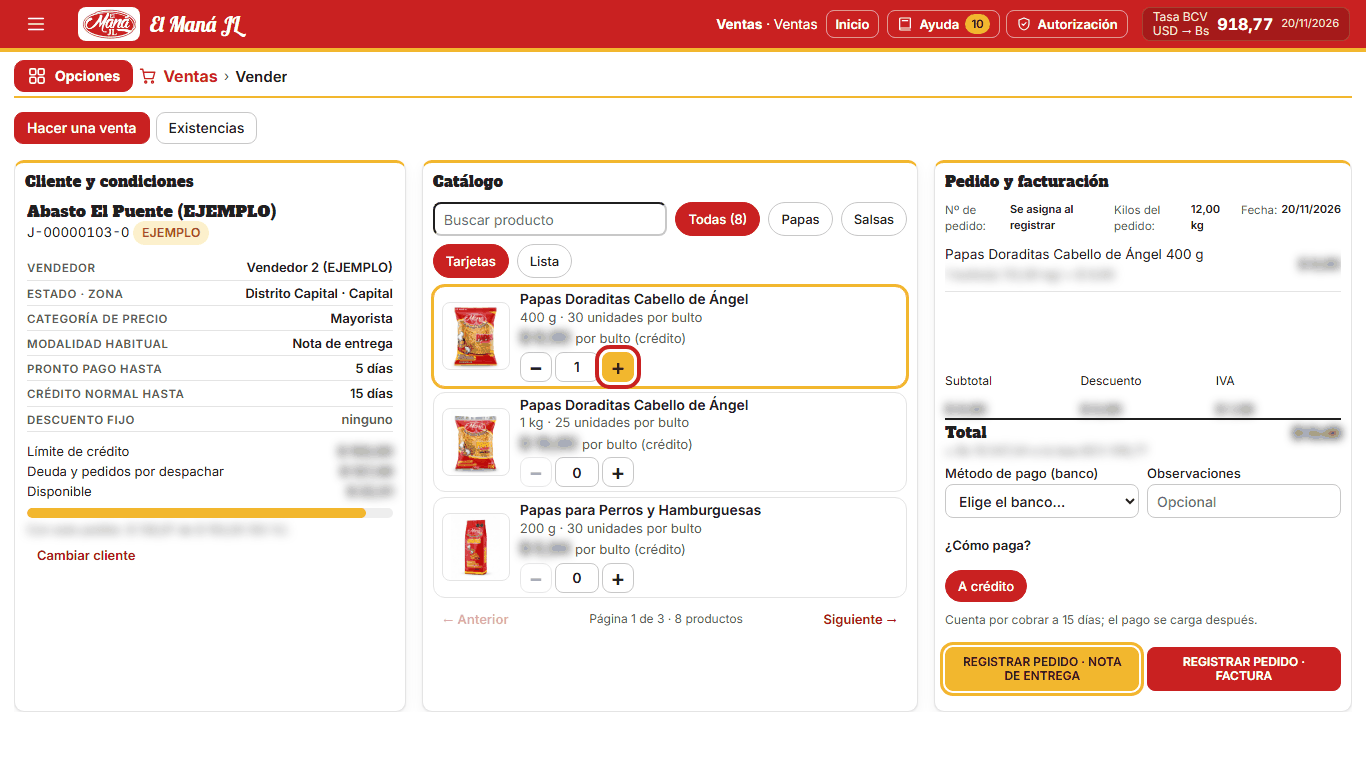 El Maná JL
Ventas · Ventas
Inicio
Ayuda 10
Autorización
Tasa BCV
USD → Bs
918,77
20/11/2026
Opciones
Ventas › Vender
Hacer una venta
Existencias
Cliente y condiciones
Abasto El Puente (EJEMPLO)
J-00000103-0 EJEMPLO
VENDEDOR Vendedor 2 (EJEMPLO)
ESTADO · ZONA Distrito Capital · Capital
CATEGORÍA DE PRECIO Mayorista
MODALIDAD HABITUAL Nota de entrega
PRONTO PAGO HASTA 5 días
CRÉDITO NORMAL HASTA 15 días
DESCUENTO FIJO ninguno
Límite de crédito
Deuda y pedidos por despachar
Disponible
Cambiar cliente
Catálogo
Buscar producto
Todas (8)
Papas
Salsas
Tarjetas
Lista
Papas Doraditas Cabello de Ángel
400 g · 30 unidades por bulto
por bulto (crédito)
− 1 +
Papas Doraditas Cabello de Ángel
1 kg · 25 unidades por bulto
por bulto (crédito)
− 0 +
Papas para Perros y Hamburguesas
200 g · 30 unidades por bulto
por bulto (crédito)
− 0 +
← Anterior
Página 1 de 3 · 8 productos
Siguiente →
Pedido y facturación
Nº de pedido: Se asigna al registrar
Kilos del pedido: 12,00 kg
Fecha: 20/11/2026
Papas Doraditas Cabello de Ángel 400 g
Subtotal
Descuento
IVA
Total
Método de pago (banco)
Observaciones
Elige el banco...
Opcional
¿Cómo paga?
A crédito
Cuenta por cobrar a 15 días; el pago se carga después.
REGISTRAR PEDIDO · NOTA
DE ENTREGA
REGISTRAR PEDIDO ·
FACTURA